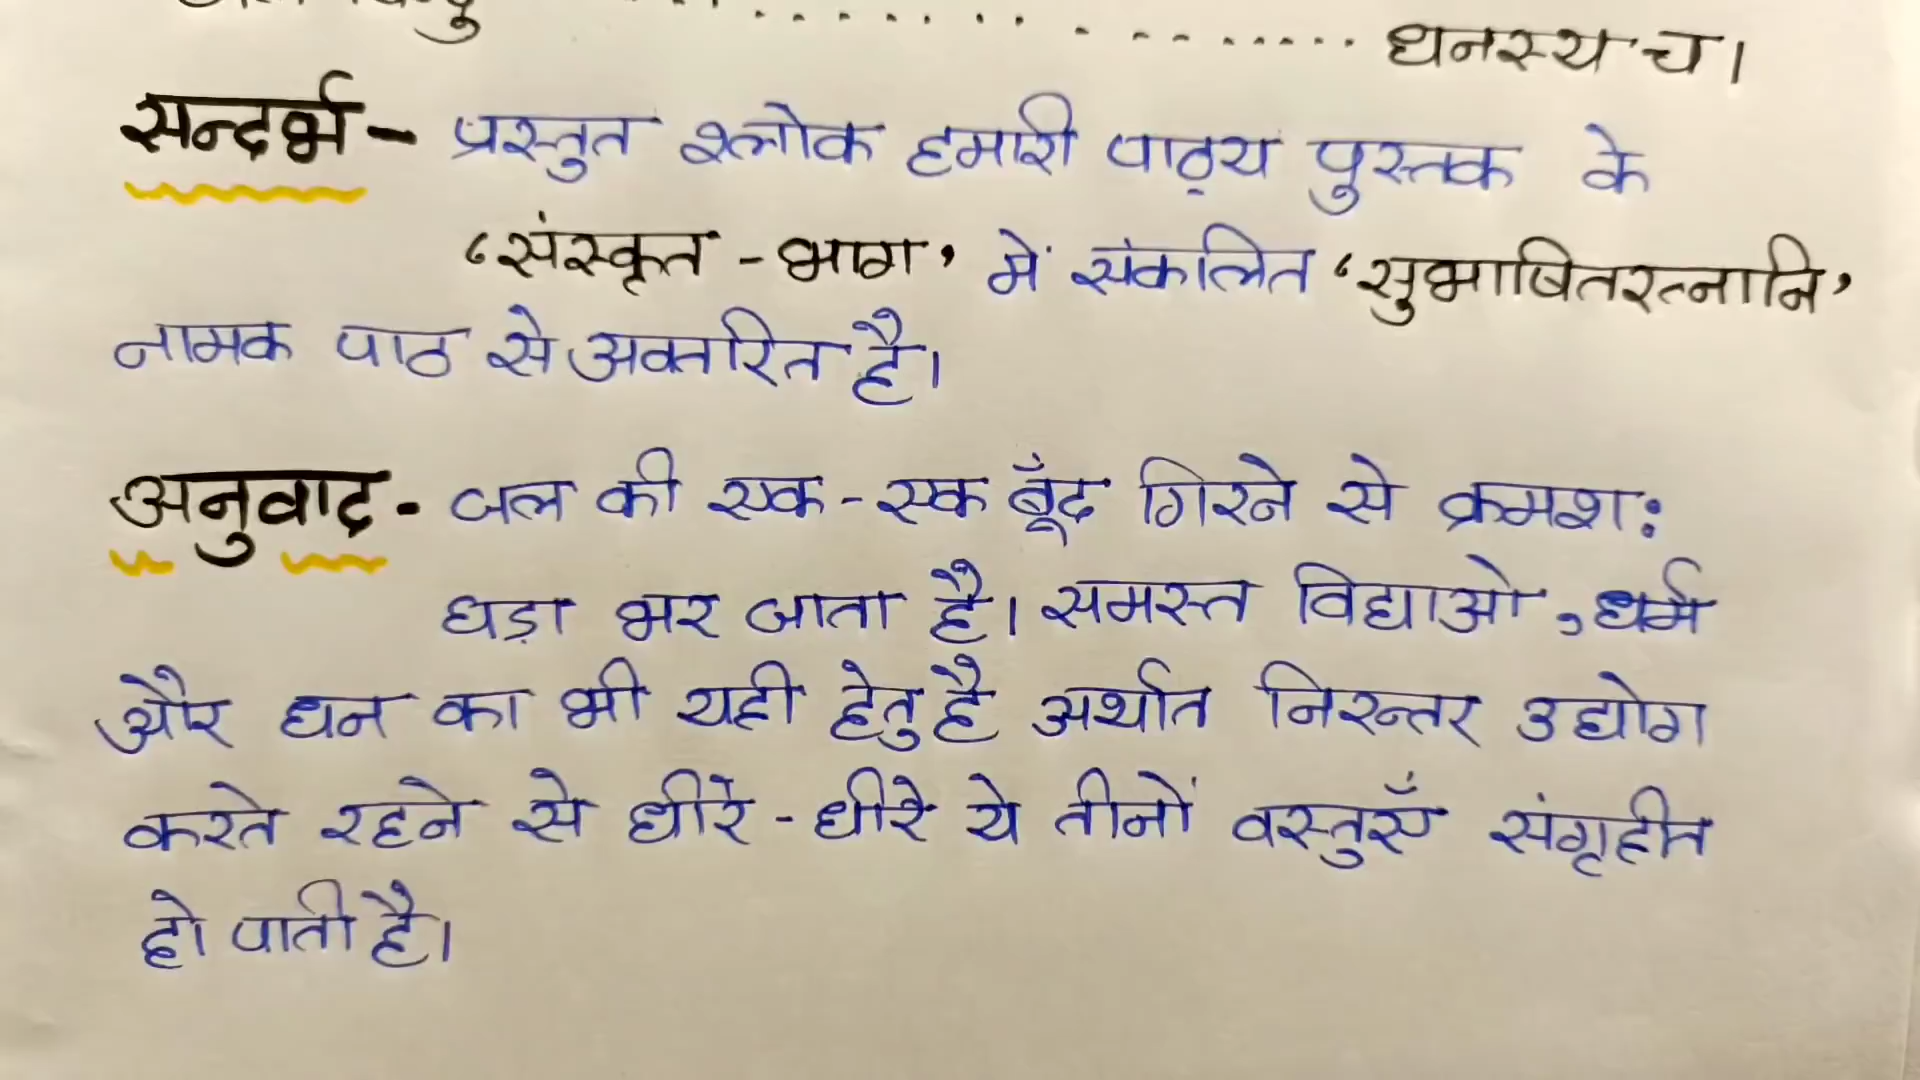 .................... धनस्य च।
सन्दर्भ- प्रस्तुत श्लोक हमारी पाठ्य पुस्तक के
‘संस्कृत - भाग’ में संकलित ‘सुभाषितरत्नानि’
नामक पाठ से अवतरित है।
अनुवाद - जल की एक - एक बूँद गिरने से क्रमश:
घड़ा भर जाता है। समस्त विद्याओ, धर्म
और धन का भी यही हेतु है अर्थात निरन्तर उद्योग
करते रहने से धीरे - धीरे ये तीनों वस्तुएँ संगृहीत
हो पाती है।